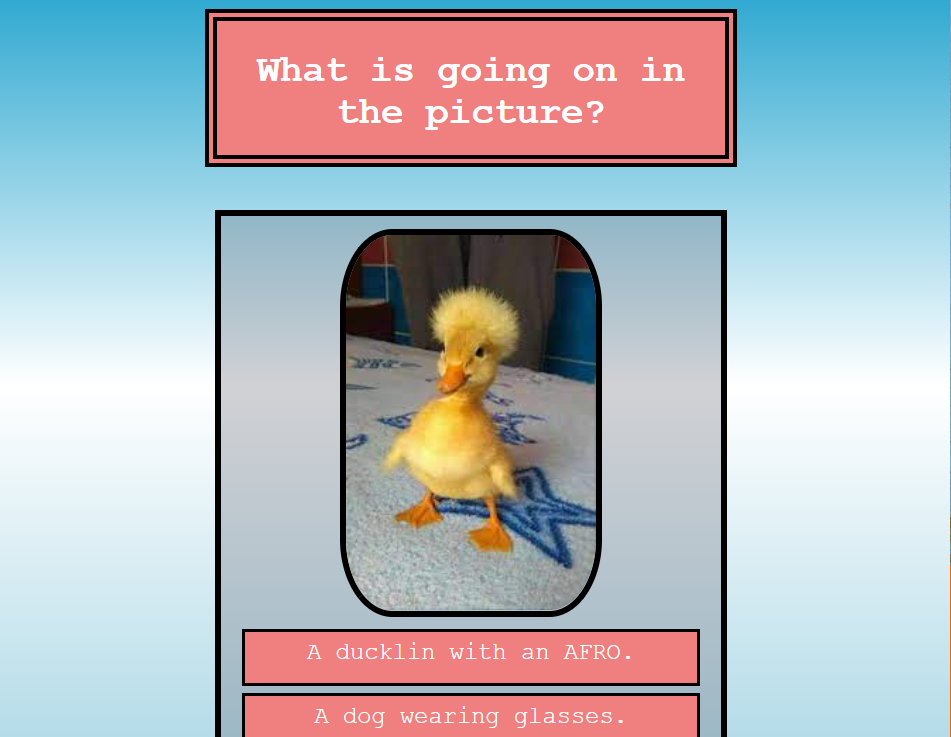 What is going on in
the picture?
A ducklin with an AFRO.
A dog wearing glasses.